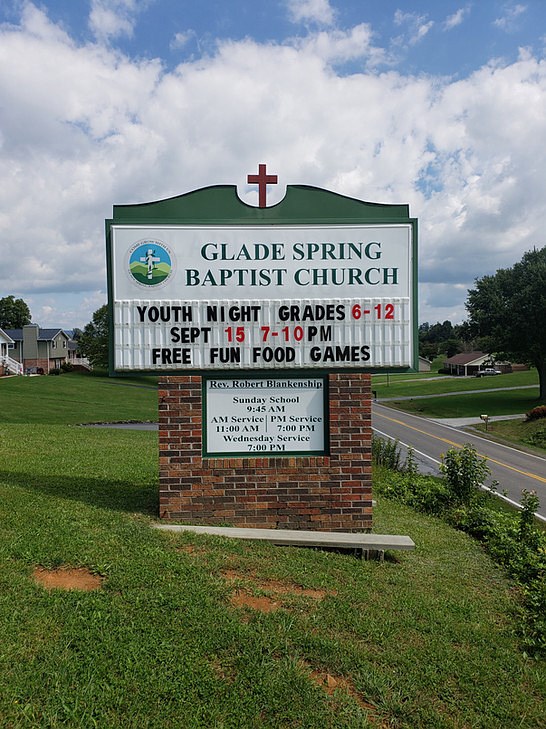 GLADE SPRING
BAPTIST CHURCH
YOUTH NIGHT GRADES 6-12
SEPT 15 7-10 PM
FREE FUN FOOD GAMES
Rev. Robert Blankenship
Sunday School
9:45 AM
AM Service | PM Service
11:00 AM | 7:00 PM
Wednesday Service
7:00 PM